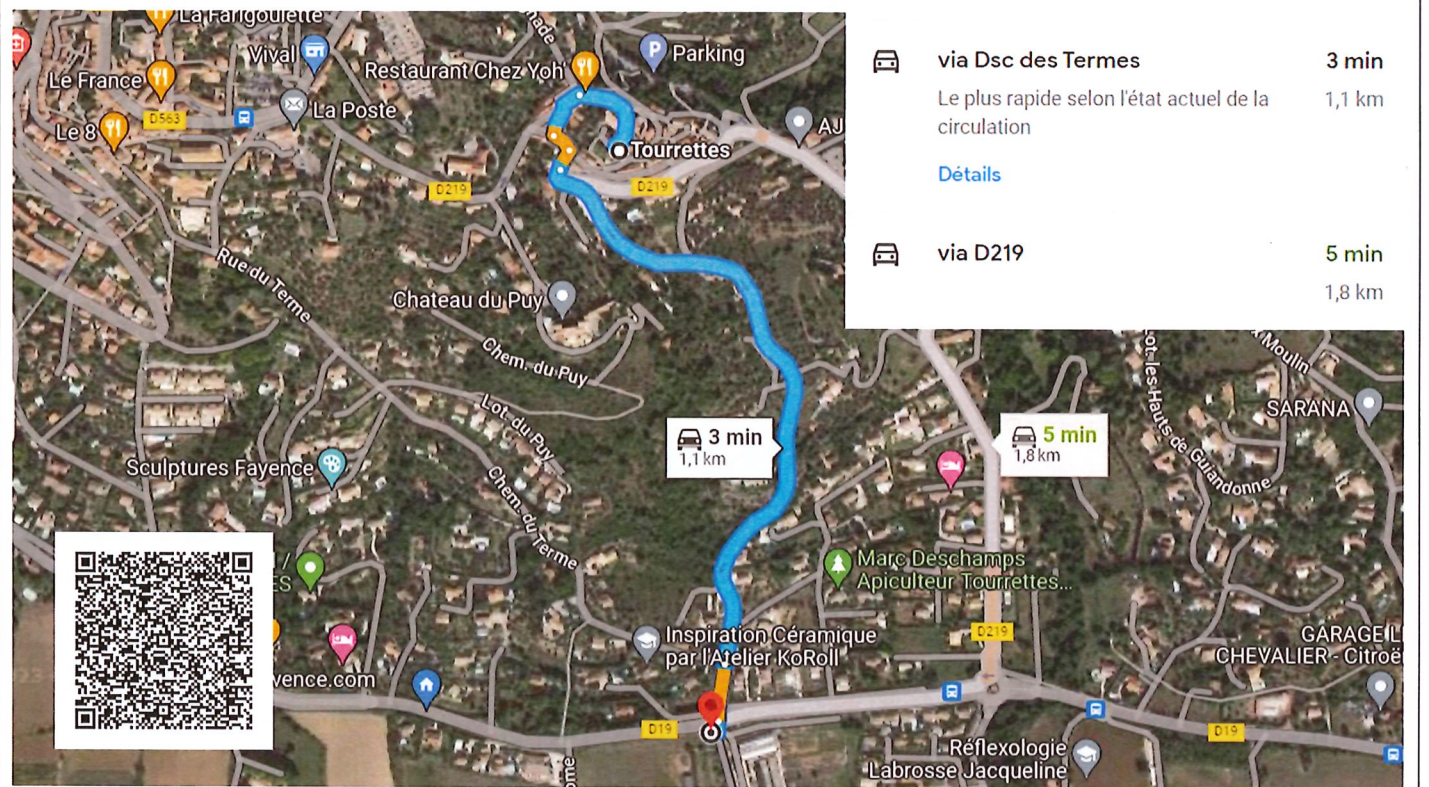 La Farigoulette
Vival
Restaurant Chez Yoh
Parking
Le France
La Poste
D563
Le 8
AJ
Tourrettes
D219
D219
via Dsc des Termes
3 min
Le plus rapide selon l'état actuel de la
1,1 km
circulation
Détails
via D219
5 min
1,8 km
Rue du Terme
Chateau du Puy
Chem. du Puy
Lot. du Puy
Moulin
Lot. les Hauts de Guiandonne
SARANA
3 min
1,1 km
5 min
1,8 km
Sculptures Fayence
Chem. du Terme
Marc Deschamps
Apiculteur Tourrettes...
ES
Inspiration Céramique
par l'Atelier KoRoll
D219
GARAGE L
CHEVALIER - Citroë
vence.com
D19
D19
Réflexologie
Labrosse Jacqueline